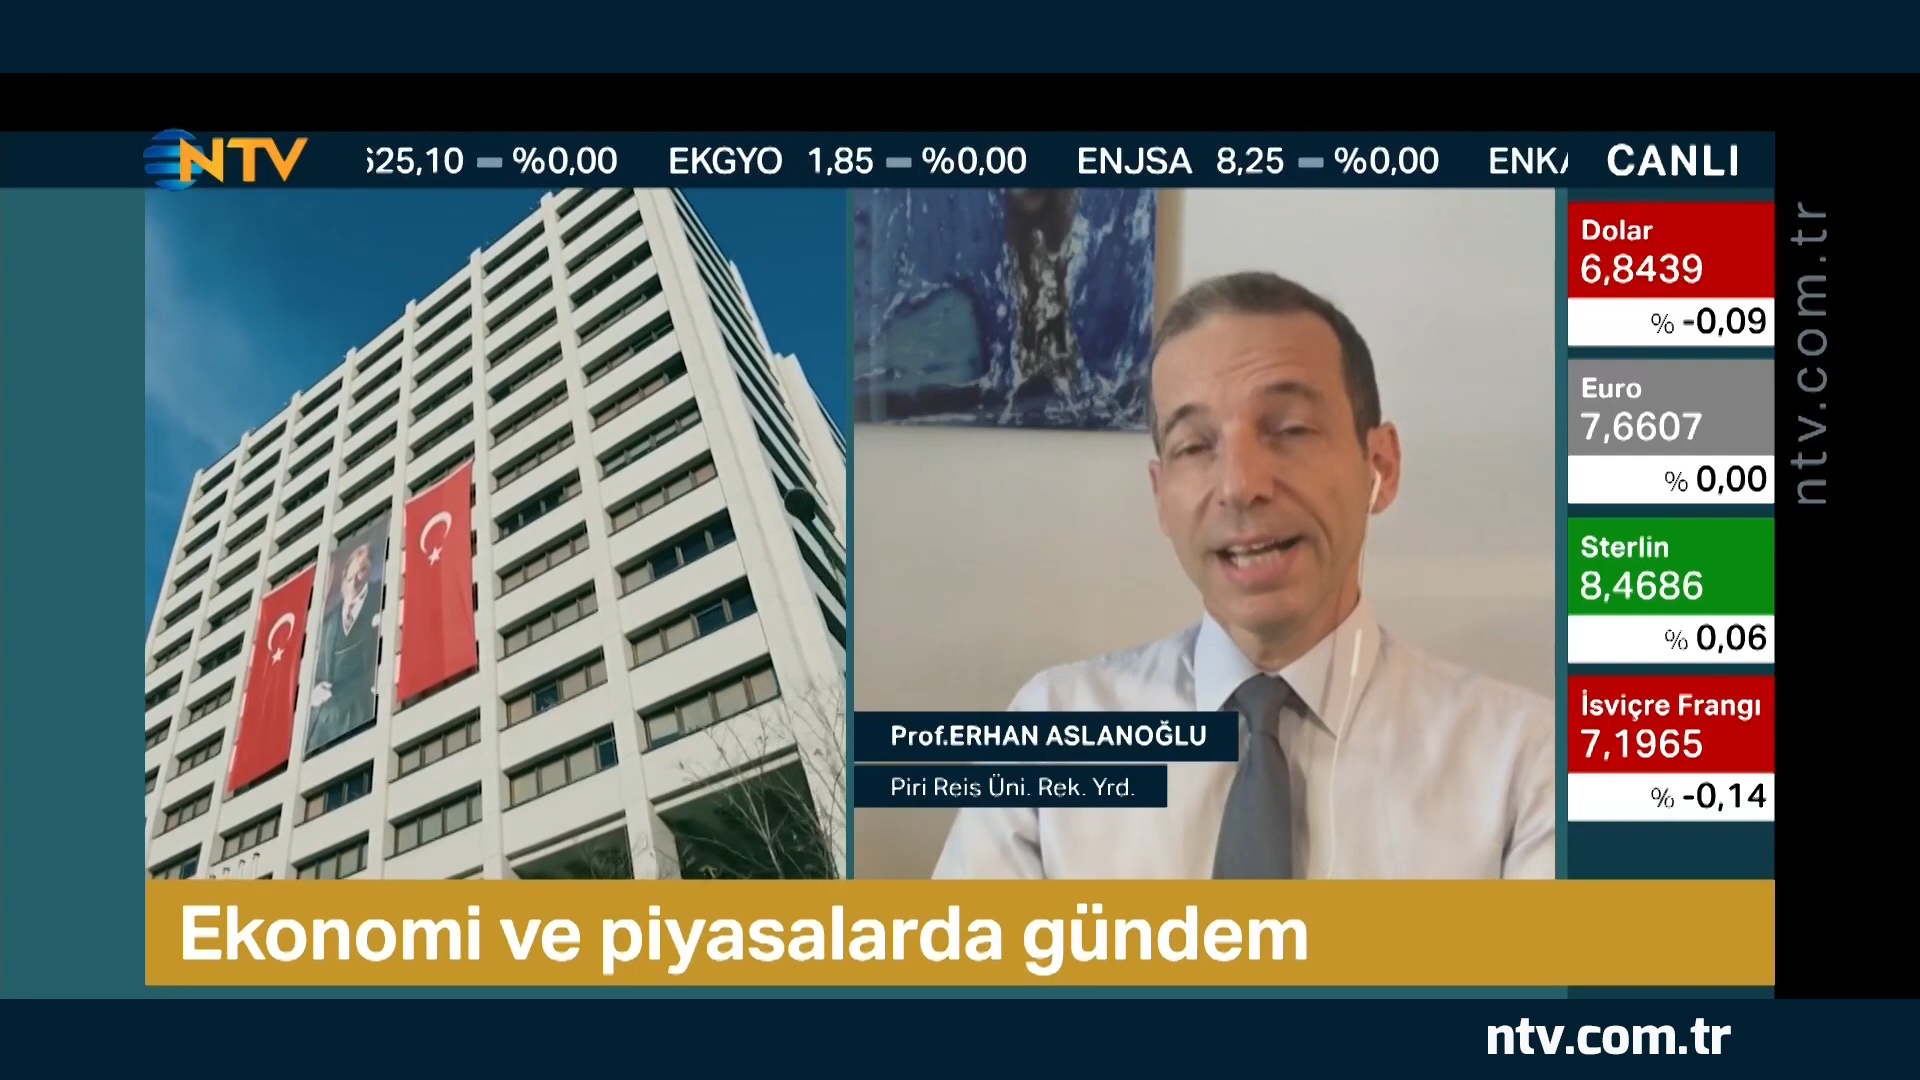 NTV
625,10 %0,00 EKGYO 1,85 %0,00 ENJSA 8,25 %0,00 CANLI
Dolar
6,8439
% -0,09
Euro
7,6607
% 0,00
Sterlin
8,4686
% 0,06
İsviçre Frangı
7,1965
% -0,14
ntv.com.tr
Prof.ERHAN ASLANOĞLU
Piri Reis Üni. Rek. Yrd.
Ekonomi ve piyasalarda gündem
ntv.com.tr